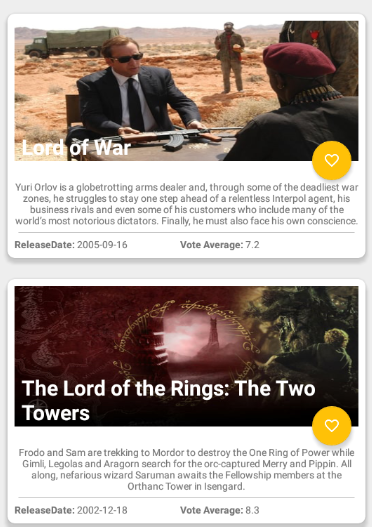 Lord of War
Yuri Orlov is a globetrotting arms dealer and, through some of the deadliest war
zones, he struggles to stay one step ahead of a relentless Interpol agent, his
business rivals and even some of his customers who include many of the
world's most notorious dictators. Finally, he must also face his own conscience.
ReleaseDate: 2005-09-16 Vote Average: 7.2
The Lord of the Rings: The Two
Towers
Frodo and Sam are trekking to Mordor to destroy the One Ring of Power while
Gimli, Legolas and Aragorn search for the orc-captured Merry and Pippin. All
along, nefarious wizard Saruman awaits the Fellowship members at the
Orthanc Tower in Isengard.
ReleaseDate: 2002-12-18 Vote Average: 8.3